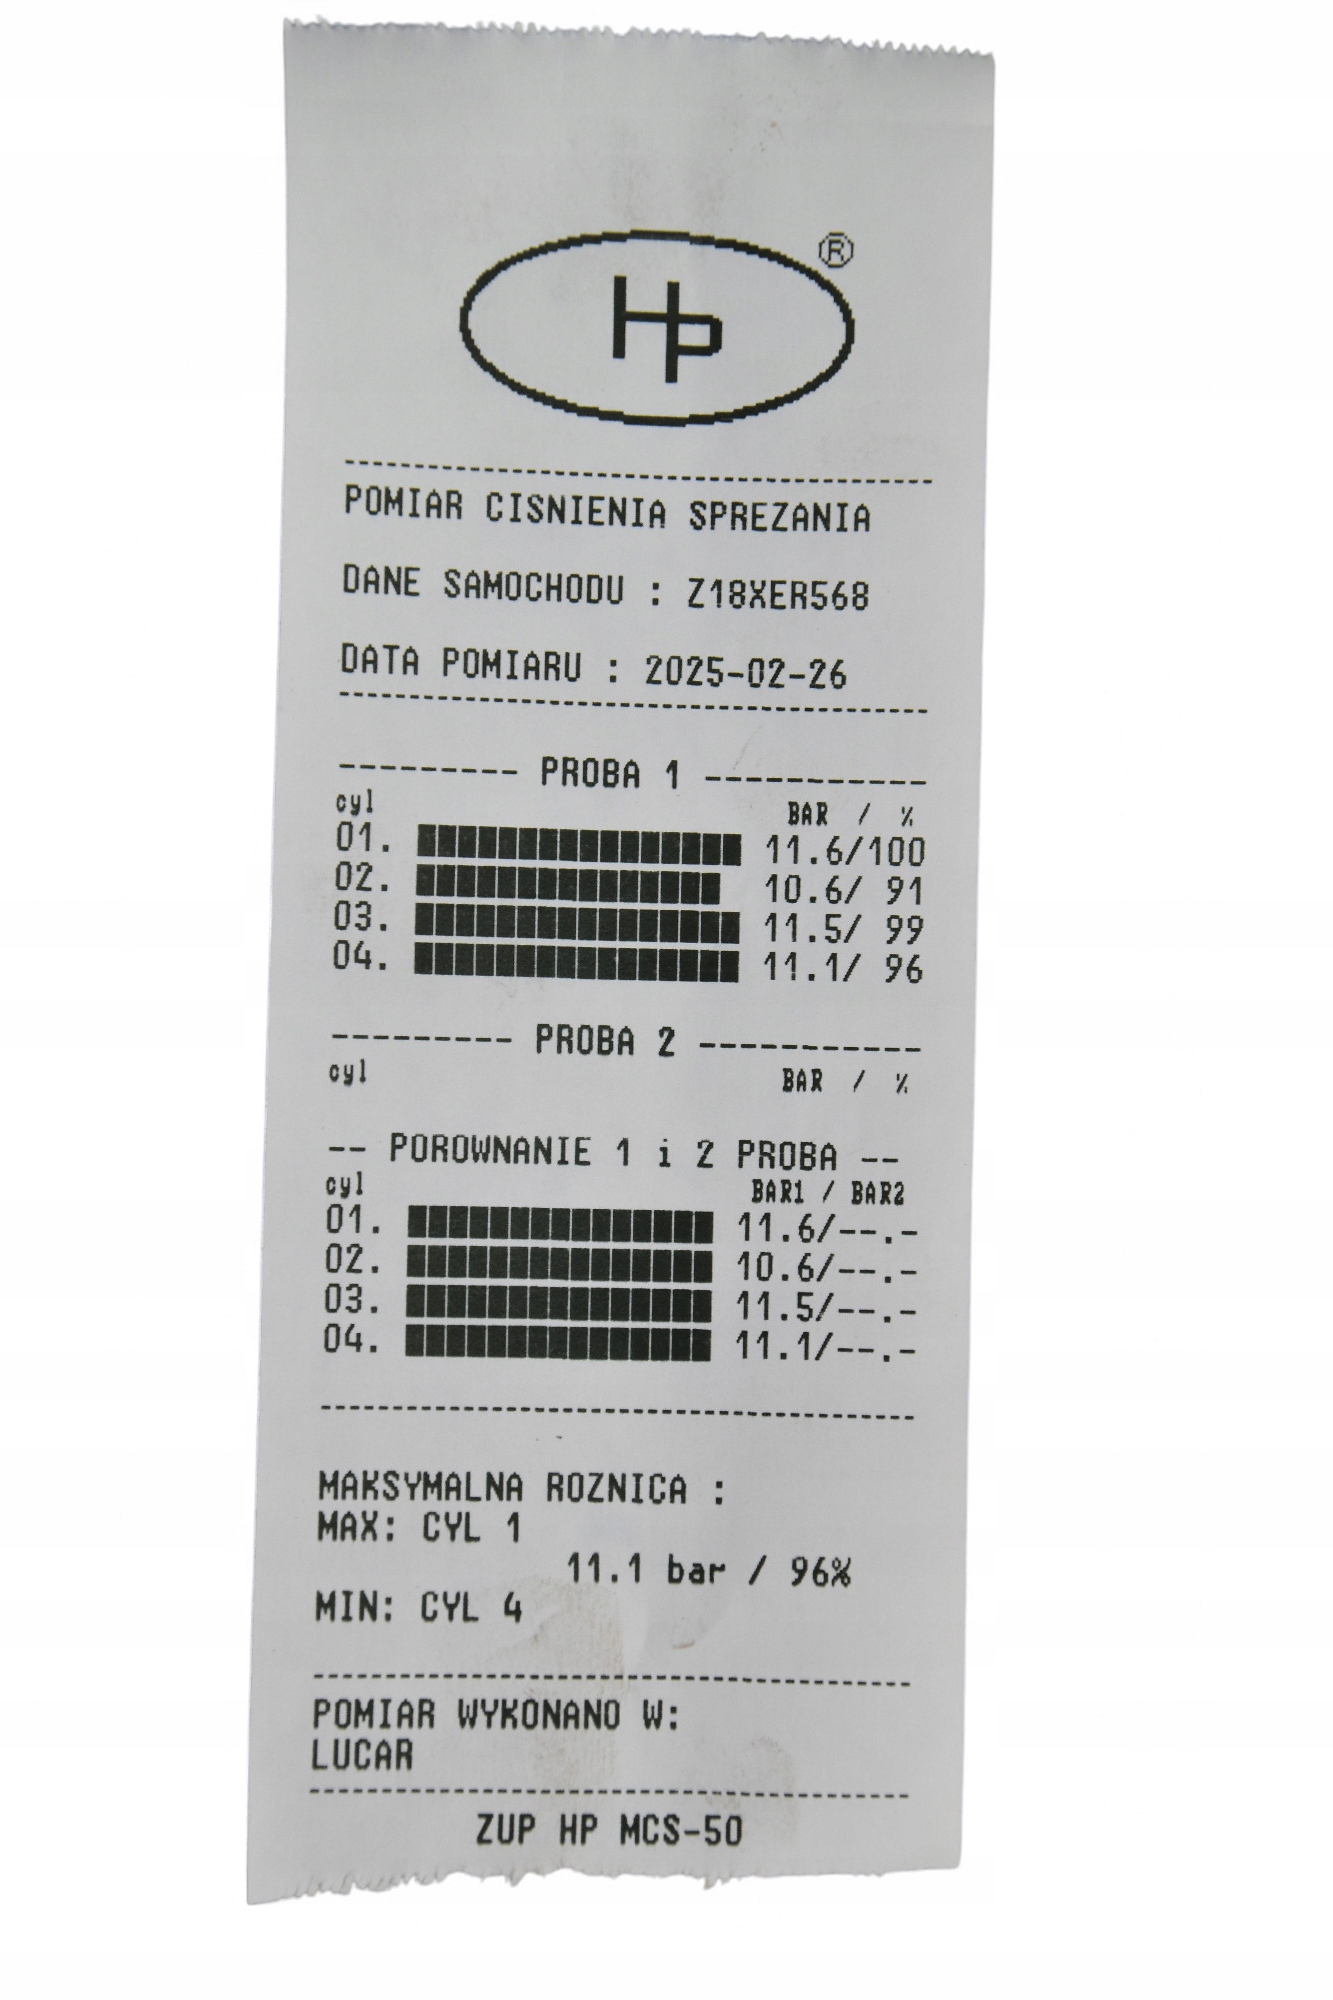 HP ®
POMIAR CISNIENIA SPREZANIA
DANE SAMOCHODU : Z18XER568
DATA POMIARU : 2025-02-26
--------- PROBA 1 -----------
cyl BAR / %
01. 11.6/100
02. 10.6/ 91
03. 11.5/ 99
04. 11.1/ 96
--------- PROBA 2 -----------
cyl BAR / %
-- POROWNANIE 1 i 2 PROBA --
cyl BAR1 / BAR2
01. 11.6/--.-
02. 10.6/--.-
03. 11.5/--.-
04. 11.1/--.-
MAKSYMALNA ROZNICA :
MAX: CYL 1
11.1 bar / 96%
MIN: CYL 4
POMIAR WYKONANO W:
LUCAR
ZUP HP MCS-50